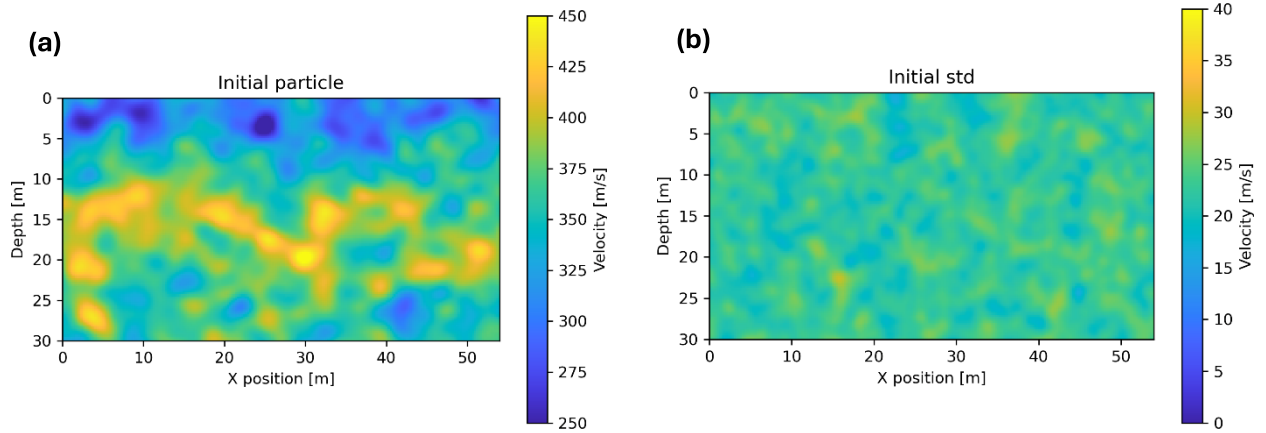 (a)
Initial particle
0
5
10
15
20
25
30
Depth [m]
0 10 20 30 40 50
X position [m]
450
425
400
375
350
325
300
275
250
Velocity [m/s]
(b)
Initial std
0
5
10
15
20
25
30
Depth [m]
0 10 20 30 40 50
X position [m]
40
35
30
25
20
15
10
5
0
Velocity [m/s]